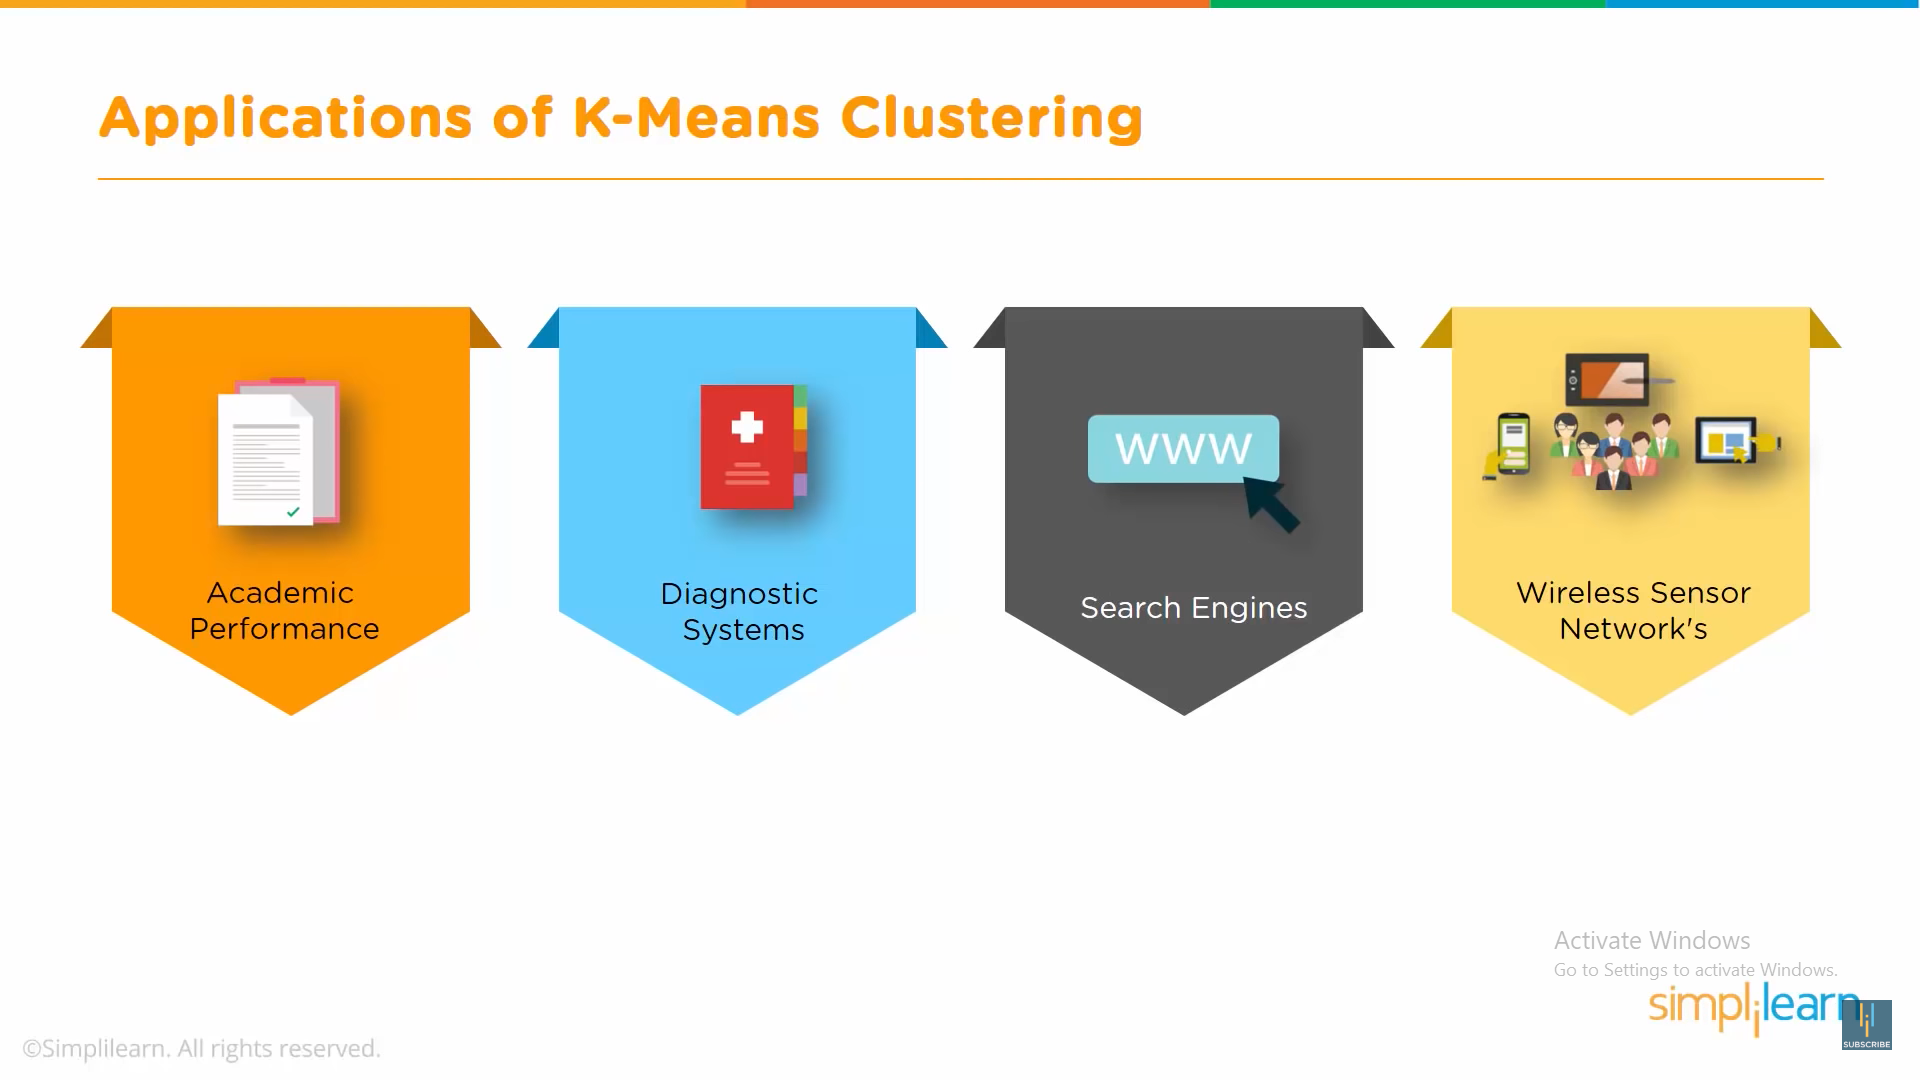 Applications of K-Means Clustering
Academic
Performance
Diagnostic
Systems
WWW
Search Engines
Wireless Sensor
Network's
Activate Windows
Go to Settings to activate Windows.
simplilearn
SUBSCRIBE
©Simplilearn. All rights reserved.